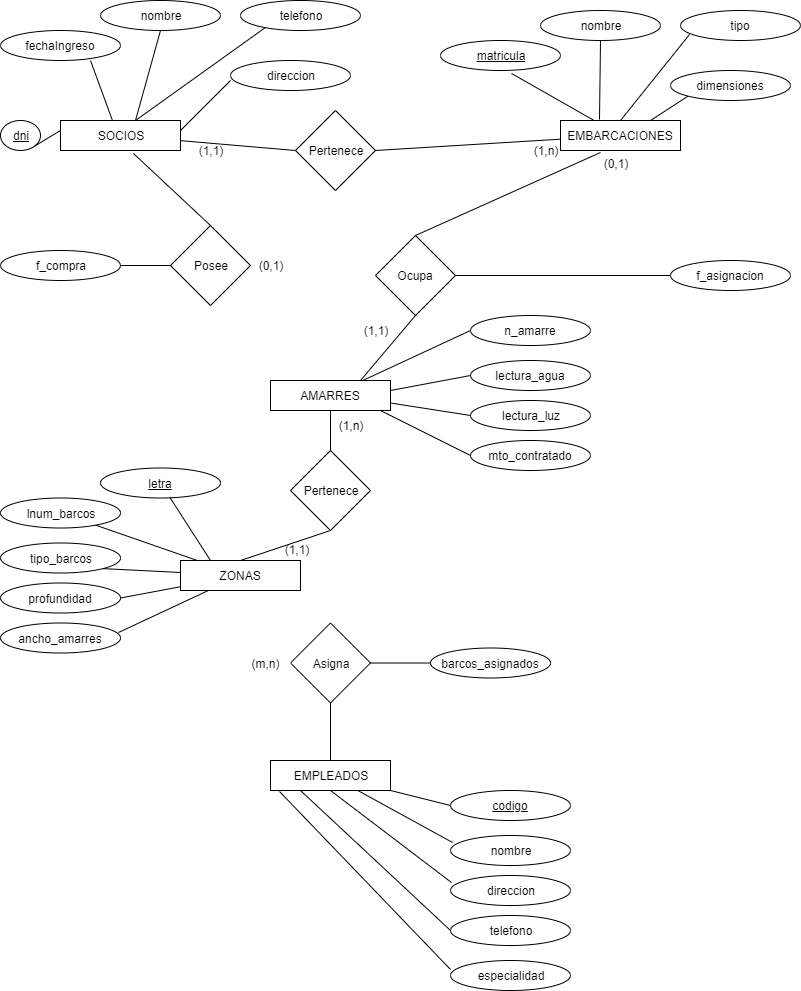 nombre
telefono
fechaIngreso
direccion
dni
SOCIOS
nombre
tipo
matricula
dimensiones
EMBARCACIONES
(1,1)
Pertenece
(1,n)
(0,1)
f_compra
Posee
(0,1)
Ocupa
f_asignacion
(1,1)
n_amarre
lectura_agua
lectura_luz
mto_contratado
AMARRES
(1,n)
Pertenece
letra
lnum_barcos
tipo_barcos
profundidad
ancho_amarres
(1,1)
ZONAS
(m,n)
Asigna
barcos_asignados
EMPLEADOS
codigo
nombre
direccion
telefono
especialidad